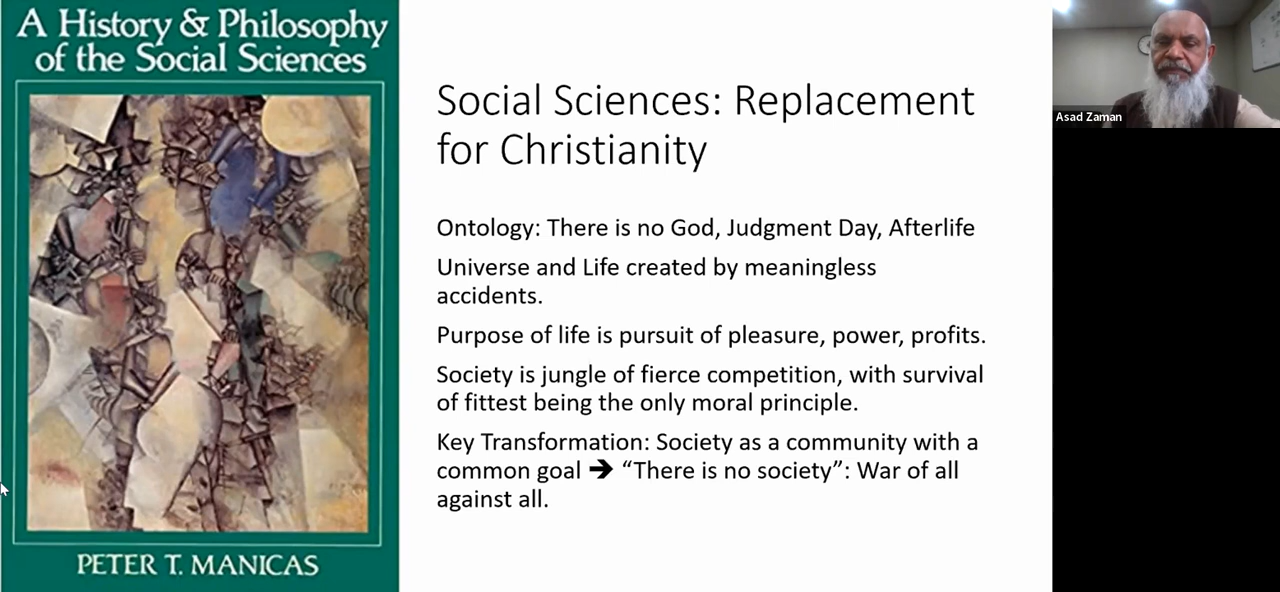 A History & Philosophy
of the Social Sciences
PETER T. MANICAS
Social Sciences: Replacement
for Christianity
Ontology: There is no God, Judgment Day, Afterlife
Universe and Life created by meaningless
accidents.
Purpose of life is pursuit of pleasure, power, profits.
Society is jungle of fierce competition, with survival
of fittest being the only moral principle.
Key Transformation: Society as a community with a
common goal ➔ “There is no society”: War of all
against all.
Asad Zaman